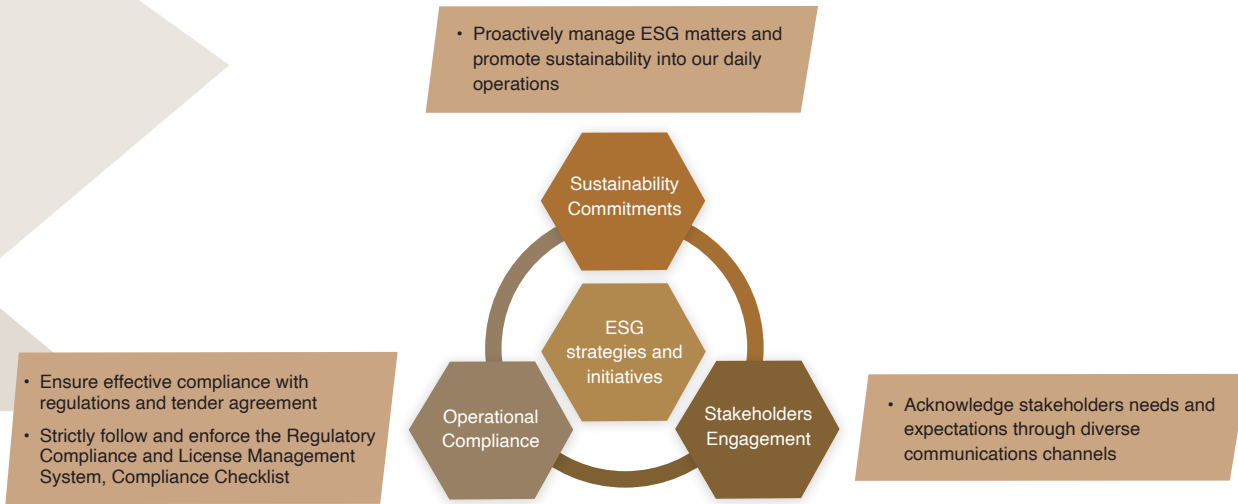 • Proactively manage ESG matters and
promote sustainability into our daily
operations
Sustainability
Commitments
ESG
strategies and
initiatives
• Ensure effective compliance with
regulations and tender agreement
• Strictly follow and enforce the Regulatory
Compliance and License Management
System, Compliance Checklist
Operational
Compliance
Stakeholders
Engagement
• Acknowledge stakeholders needs and
expectations through diverse
communications channels